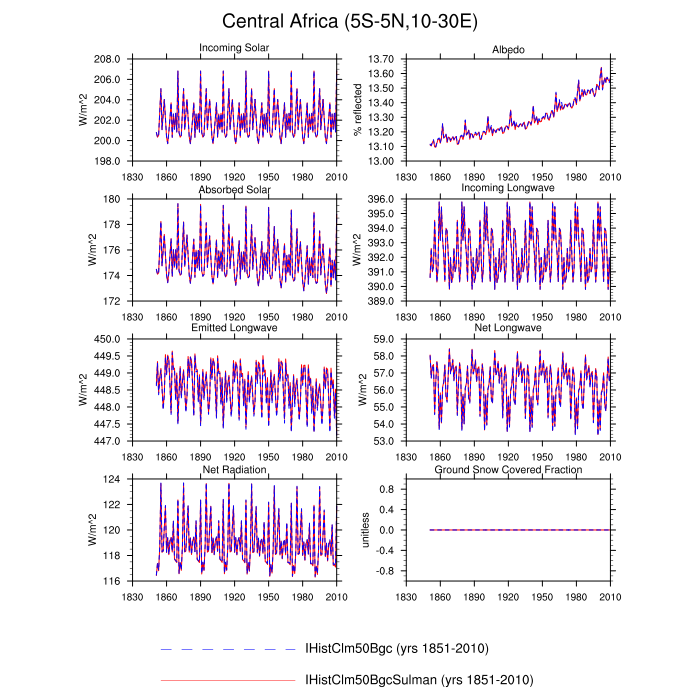 Central Africa (5S-5N,10-30E)
Incoming Solar
208.0
206.0
204.0
202.0
200.0
198.0
W/m^2
1830 1860 1890 1920 1950 1980 2010
Albedo
13.70
13.60
13.50
13.40
13.30
13.20
13.10
13.00
% reflected
1830 1860 1890 1920 1950 1980 2010
Absorbed Solar
180
178
176
174
172
W/m^2
1830 1860 1890 1920 1950 1980 2010
Incoming Longwave
396.0
395.0
394.0
393.0
392.0
391.0
390.0
389.0
W/m^2
1830 1860 1890 1920 1950 1980 2010
Emitted Longwave
450.0
449.5
449.0
448.5
448.0
447.5
447.0
W/m^2
1830 1860 1890 1920 1950 1980 2010
Net Longwave
59.0
58.0
57.0
56.0
55.0
54.0
53.0
W/m^2
1830 1860 1890 1920 1950 1980 2010
Net Radiation
124
122
120
118
116
W/m^2
1830 1860 1890 1920 1950 1980 2010
Ground Snow Covered Fraction
0.8
0.4
0.0
-0.4
-0.8
unitless
1830 1860 1890 1920 1950 1980 2010
IHistClm50Bgc (yrs 1851-2010)
IHistClm50BgcSulman (yrs 1851-2010)